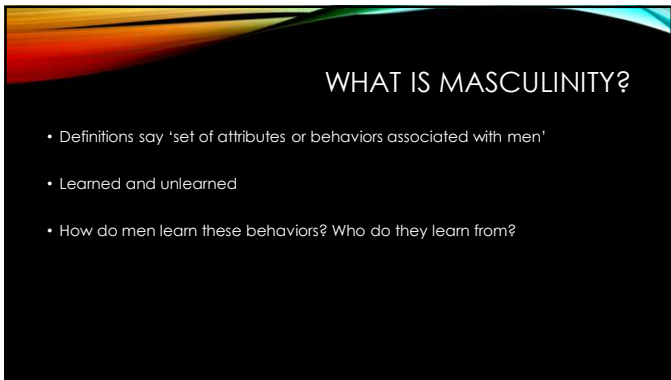 WHAT IS MASCULINITY?
• Definitions say ‘set of attributes or behaviors associated with men’
• Learned and unlearned
• How do men learn these behaviors? Who do they learn from?